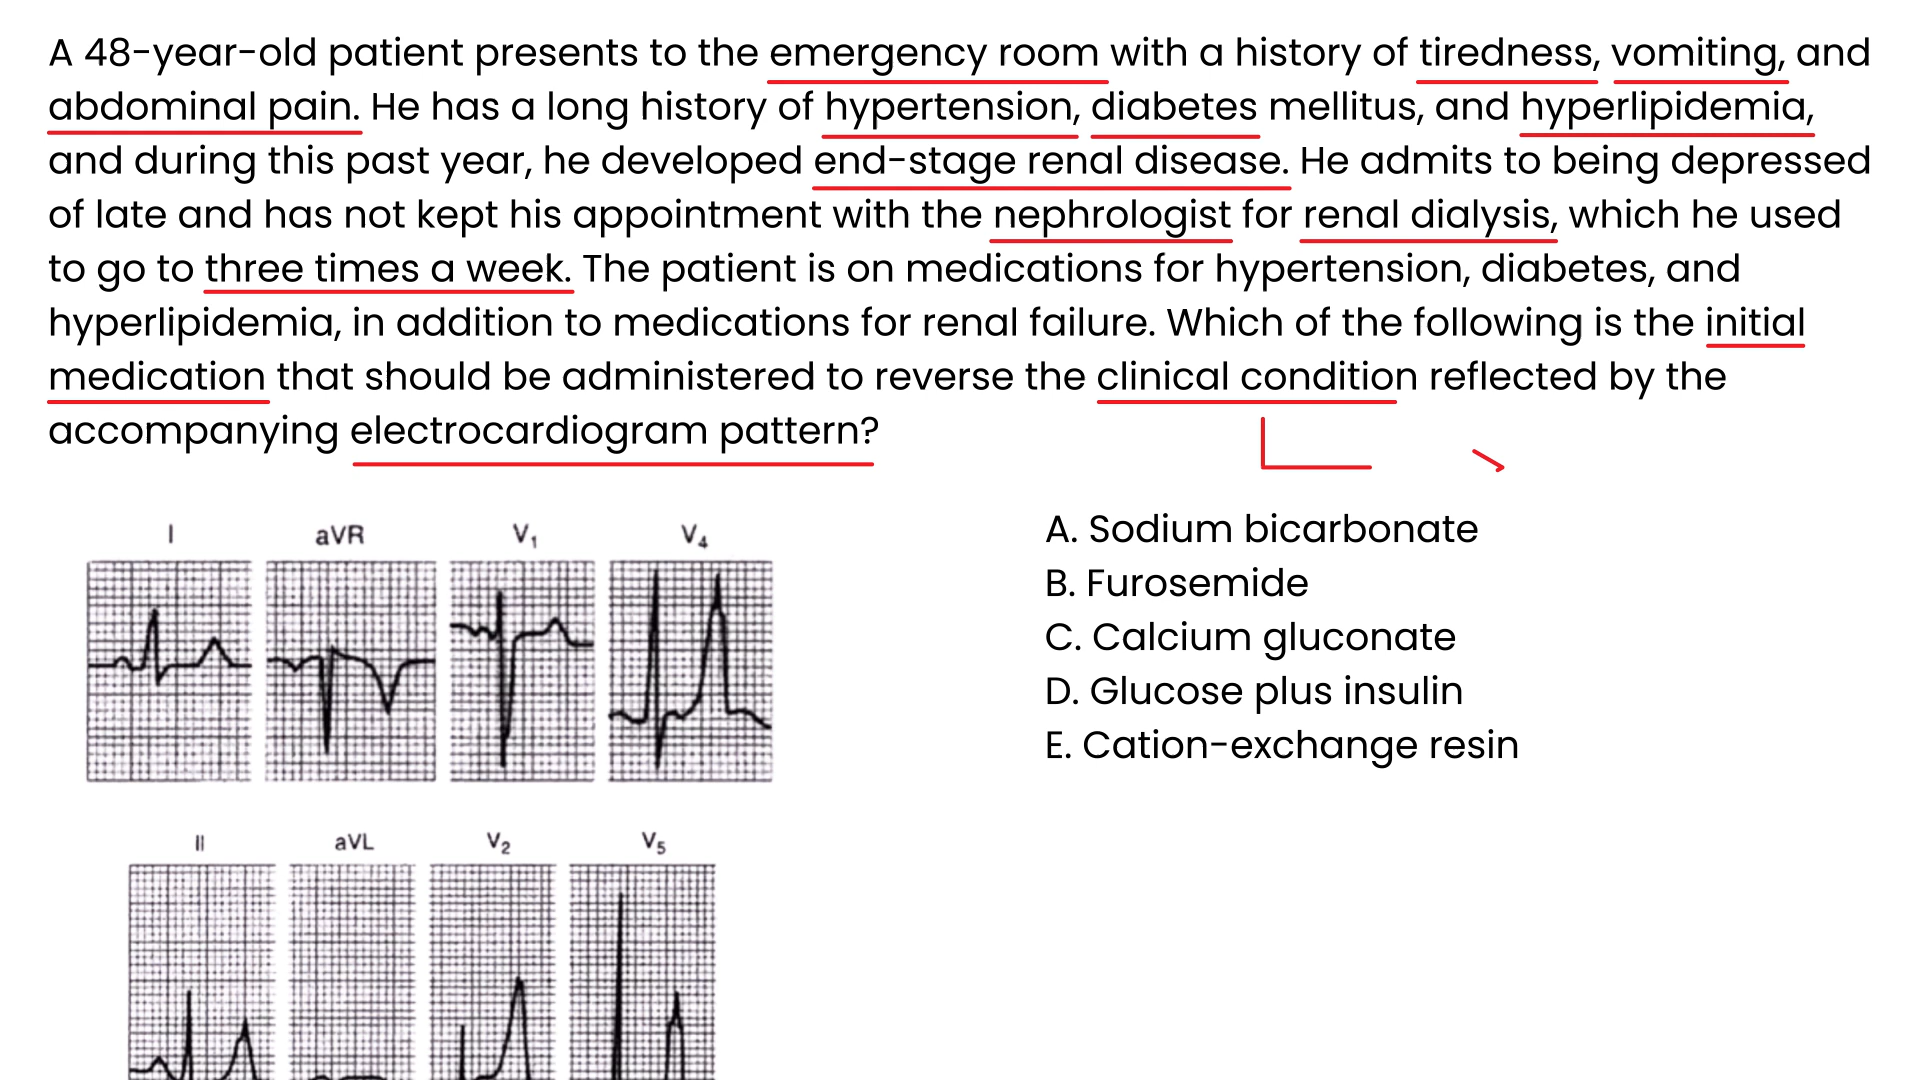 A 48-year-old patient presents to the emergency room with a history of tiredness, vomiting, and
abdominal pain. He has a long history of hypertension, diabetes mellitus, and hyperlipidemia,
and during this past year, he developed end-stage renal disease. He admits to being depressed
of late and has not kept his appointment with the nephrologist for renal dialysis, which he used
to go to three times a week. The patient is on medications for hypertension, diabetes, and
hyperlipidemia, in addition to medications for renal failure. Which of the following is the initial
medication that should be administered to reverse the clinical condition reflected by the
accompanying electrocardiogram pattern?
I aVR V₁ V₄
II aVL V₂ V₅
A. Sodium bicarbonate
B. Furosemide
C. Calcium gluconate
D. Glucose plus insulin
E. Cation-exchange resin